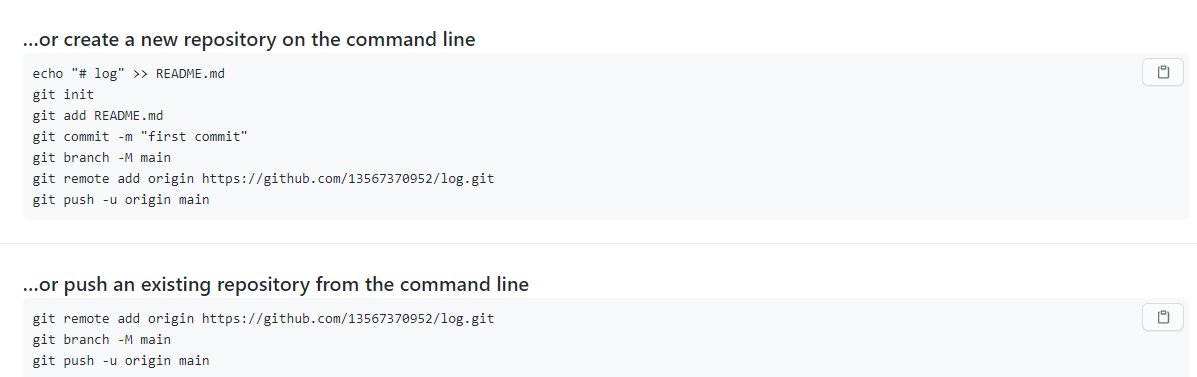 ...or create a new repository on the command line
echo "# log" >> README.md
git init
git add README.md
git commit -m "first commit"
git branch -M main
git remote add origin https://github.com/13567370952/log.git
git push -u origin main
...or push an existing repository from the command line
git remote add origin https://github.com/13567370952/log.git
git branch -M main
git push -u origin main